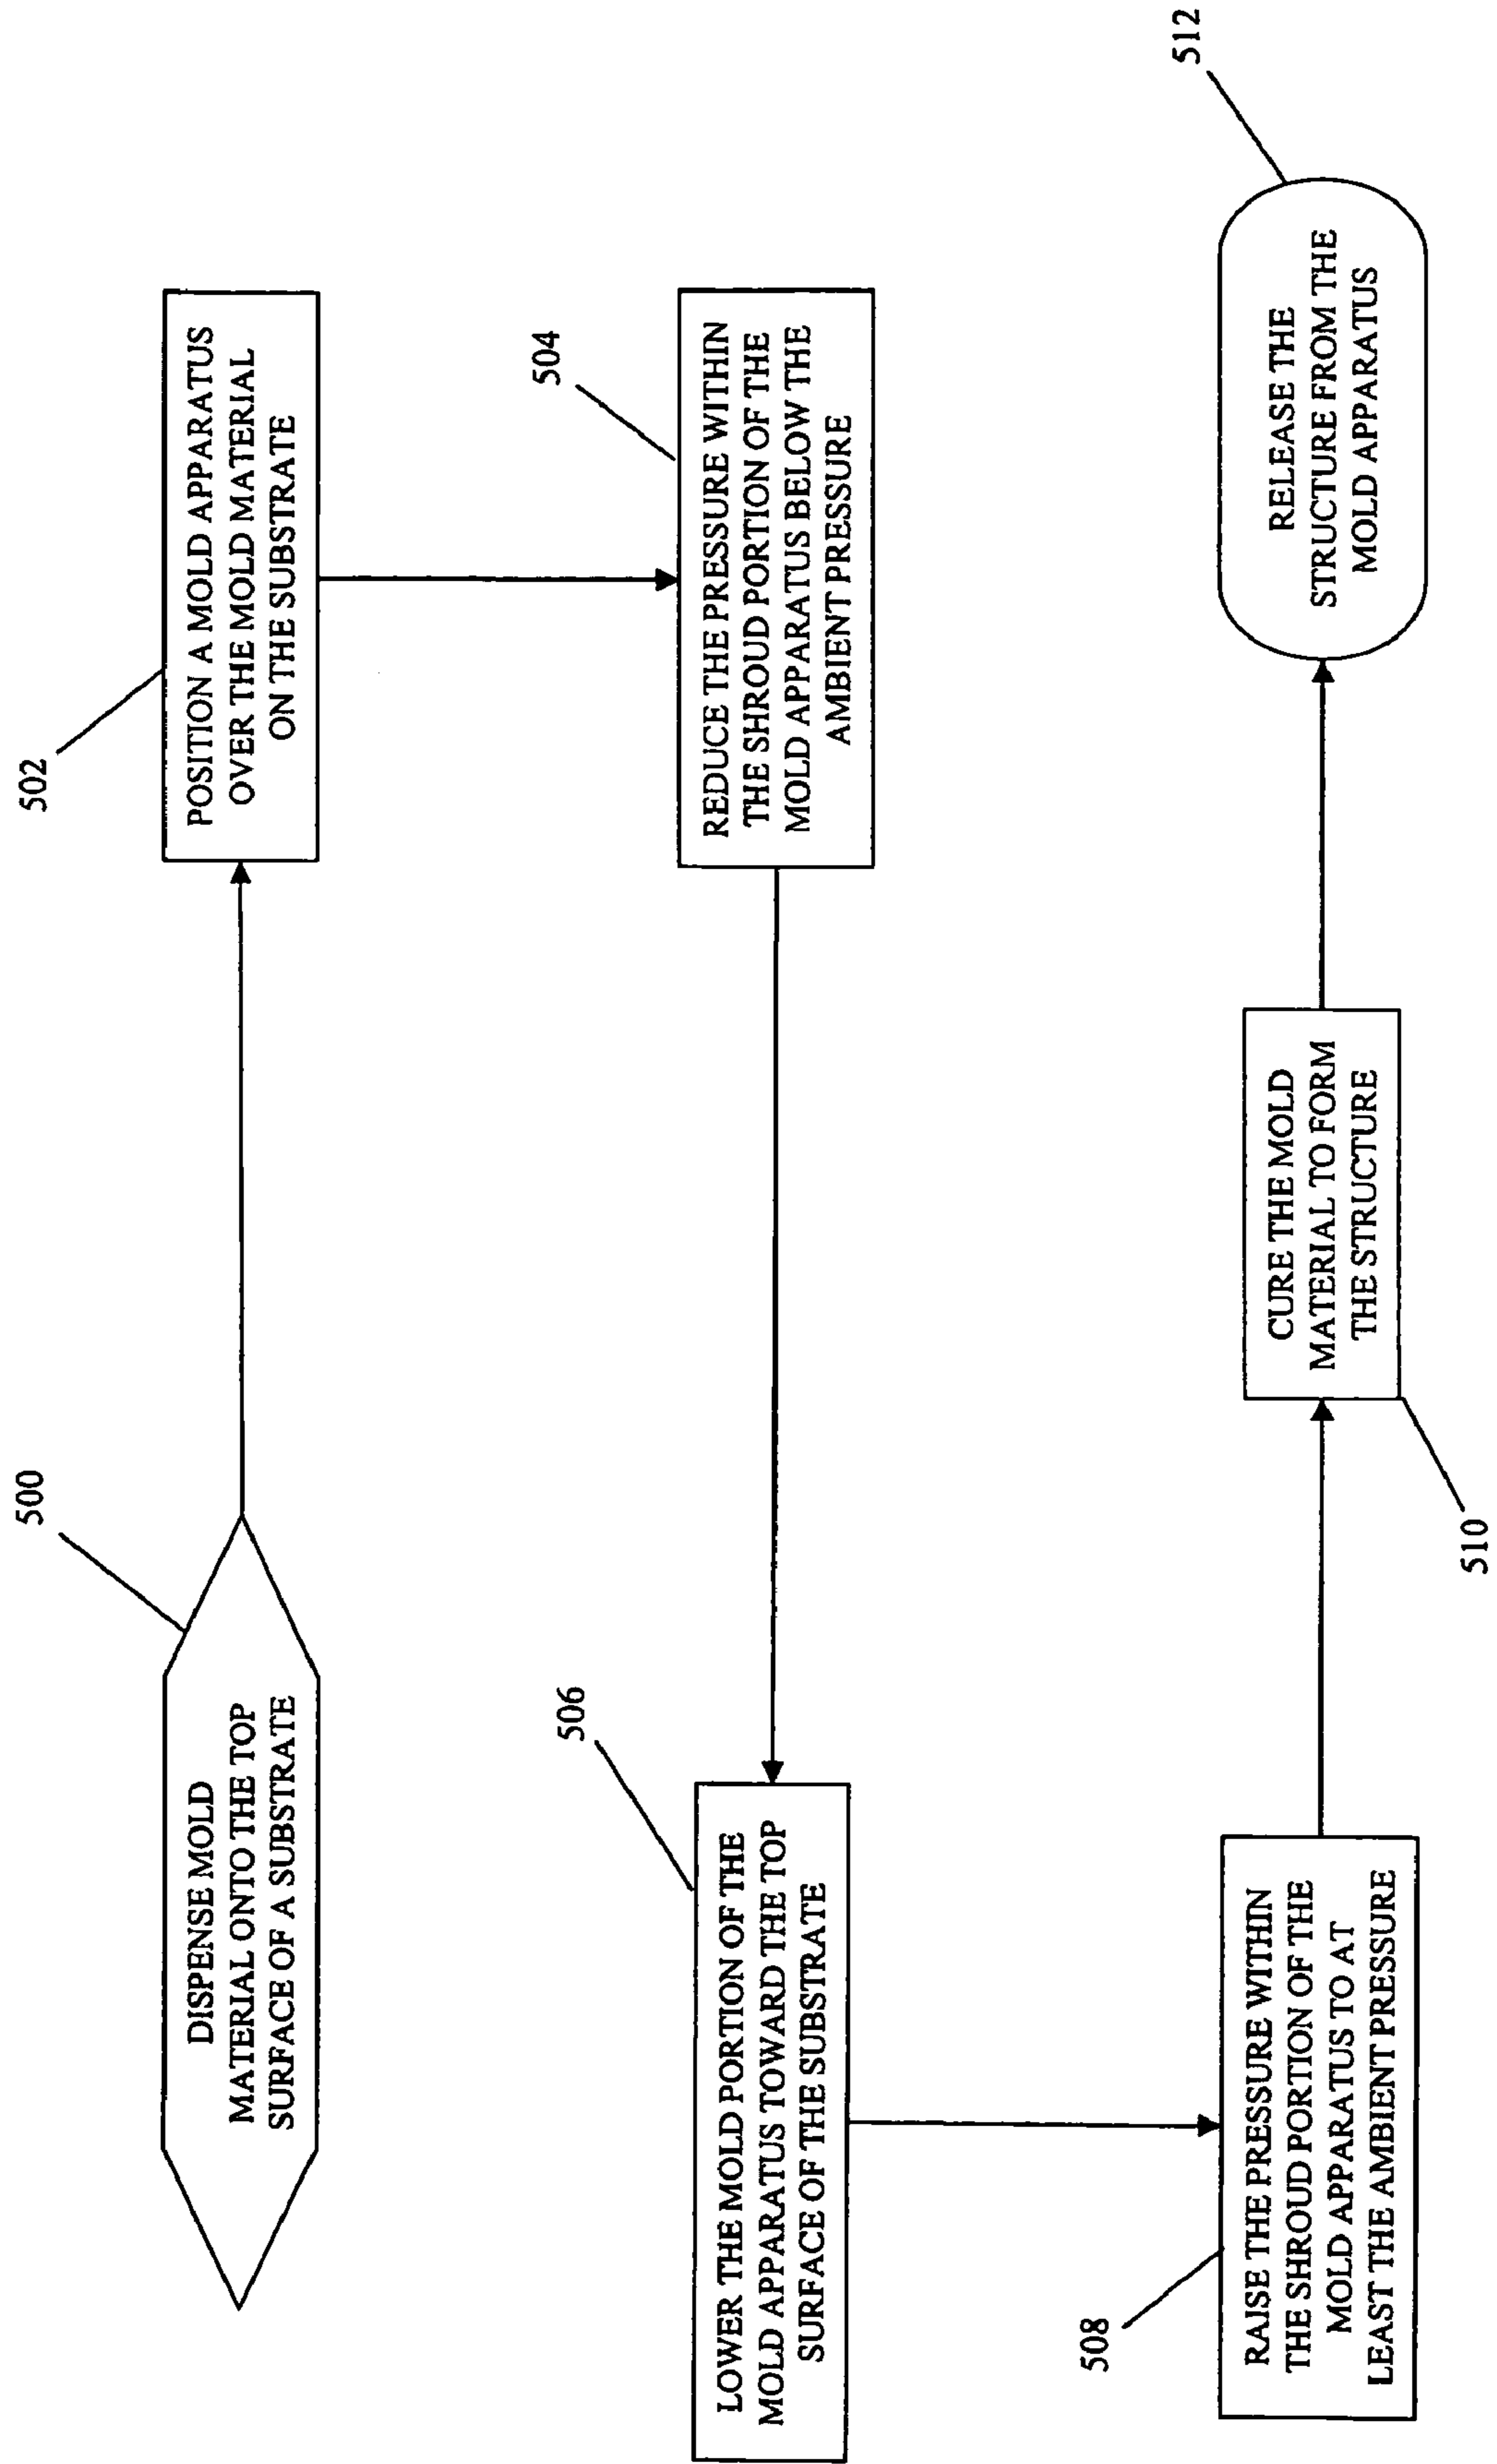 500
DISPENSE MOLD
MATERIAL ONTO THE TOP
SURFACE OF A SUBSTRATE
502
POSITION A MOLD APPARATUS
OVER THE MOLD MATERIAL
ON THE SUBSTRATE
504
REDUCE THE PRESSURE WITHIN
THE SHROUD PORTION OF THE
MOLD APPARATUS BELOW THE
AMBIENT PRESSURE
506
LOWER THE MOLD PORTION OF THE
MOLD APPARATUS TOWARD THE TOP
SURFACE OF THE SUBSTRATE
508
RAISE THE PRESSURE WITHIN
THE SHROUD PORTION OF THE
MOLD APPARATUS TO AT
LEAST THE AMBIENT PRESSURE
CURE THE MOLD
MATERIAL TO FORM
THE STRUCTURE
510
512
RELEASE THE
STRUCTURE FROM THE
MOLD APPARATUS